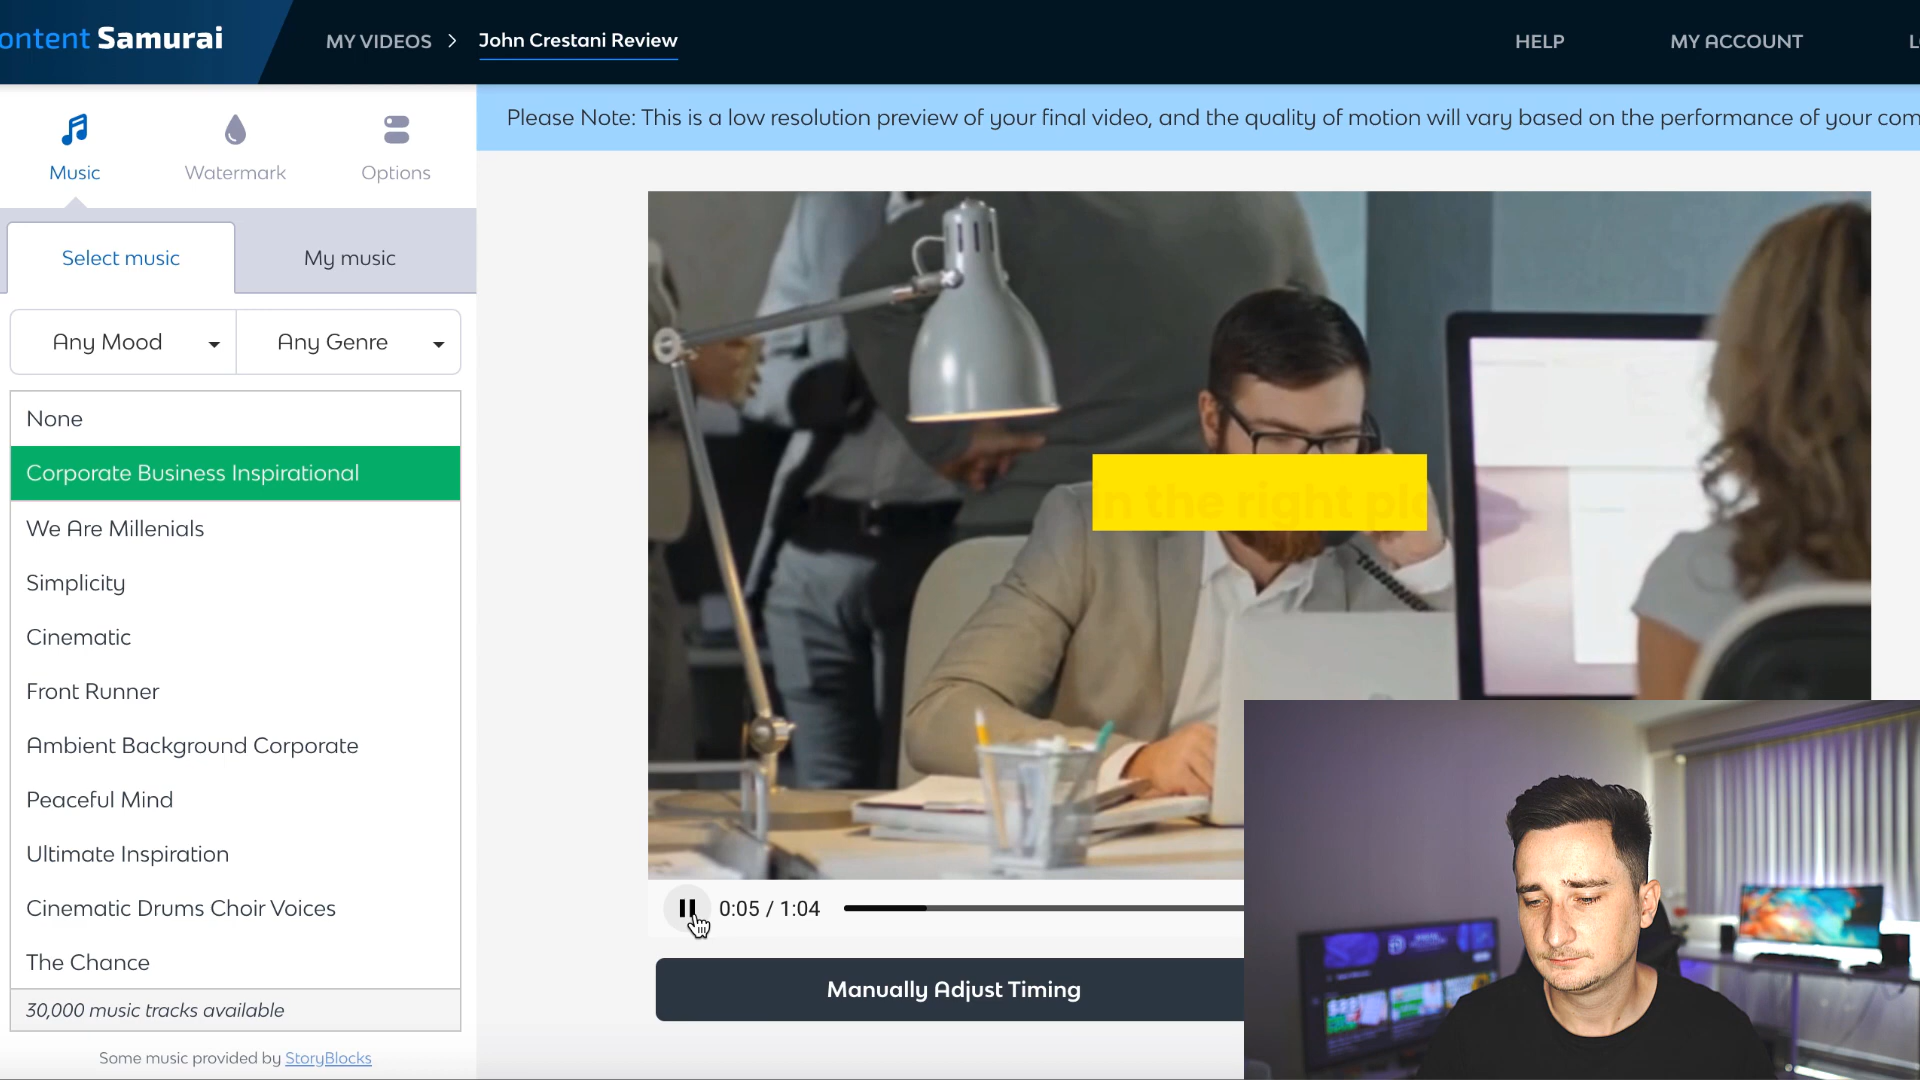 ontent Samurai
MY VIDEOS > John Crestani Review
HELP
MY ACCOUNT
Please Note: This is a low resolution preview of your final video, and the quality of motion will vary based on the performance of your com
Music
Watermark
Options
Select music
My music
Any Mood
Any Genre
None
Corporate Business Inspirational
We Are Millenials
Simplicity
Cinematic
Front Runner
Ambient Background Corporate
Peaceful Mind
Ultimate Inspiration
Cinematic Drums Choir Voices
The Chance
30,000 music tracks available
Some music provided by StoryBlocks
in the right pla
0:05 / 1:04
Manually Adjust Timing